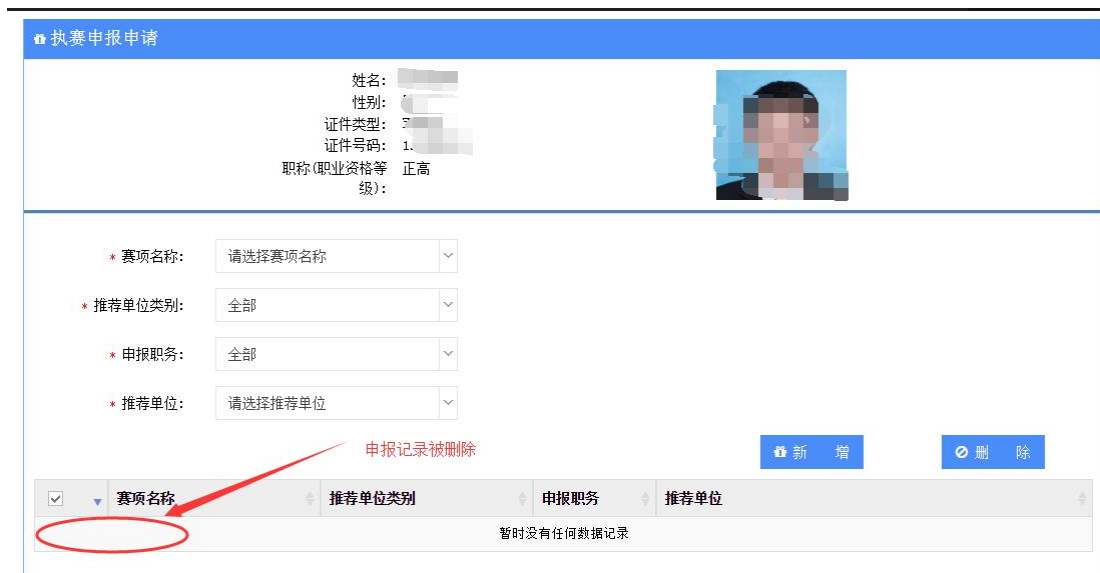 执赛申报申请
姓名:
性别:
证件类型:
证件号码: 1
职称(职业资格等 正高
级):
* 赛项名称: 请选择赛项名称
* 推荐单位类别: 全部
* 申报职务: 全部
* 推荐单位: 请选择推荐单位
申报记录被删除
新 增 删 除
赛项名称 推荐单位类别 申报职务 推荐单位
暂时没有任何数据记录